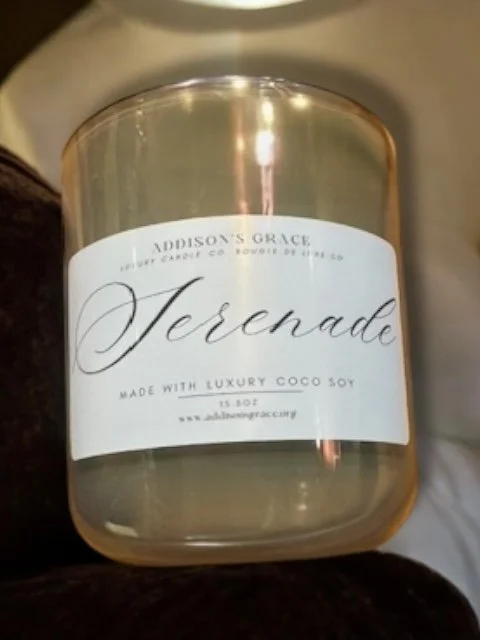 ADDISON'S GRACE
LUXURY CANDLE CO. BOUGIE DE LUXE CO
Serenade
MADE WITH LUXURY COCO SOY
15.8OZ
www.addisonsgrace.org